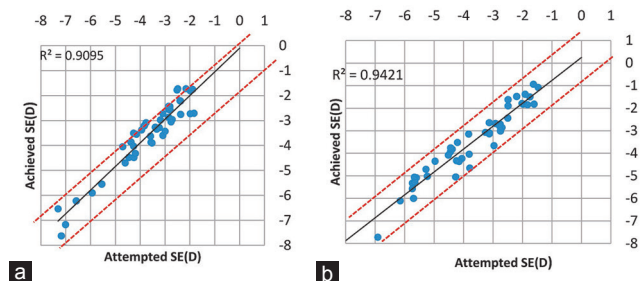 -8 -7 -6 -5 -4 -3 -2 -1 0 1
0
-1
-2
-3
-4
-5
-6
-7
-8
R² = 0.9095
Achieved SE(D)
Attempted SE(D)
a
-8 -7 -6 -5 -4 -3 -2 -1 0 1
1
0
-1
-2
-3
-4
-5
-6
-7
-8
R² = 0.9421
Achieved SE(D)
Attempted SE(D)
b